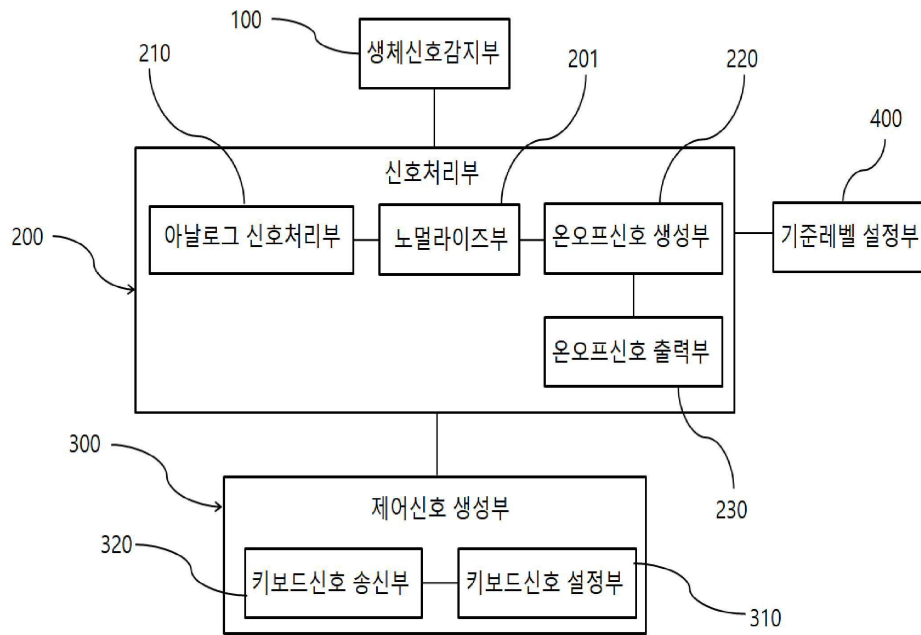 100
생체신호감지부
210
201
220
400
신호처리부
아날로그 신호처리부
노멀라이즈부
온오프신호 생성부
기준레벨 설정부
200
온오프신호 출력부
300
230
제어신호 생성부
320
키보드신호 송신부
키보드신호 설정부
310